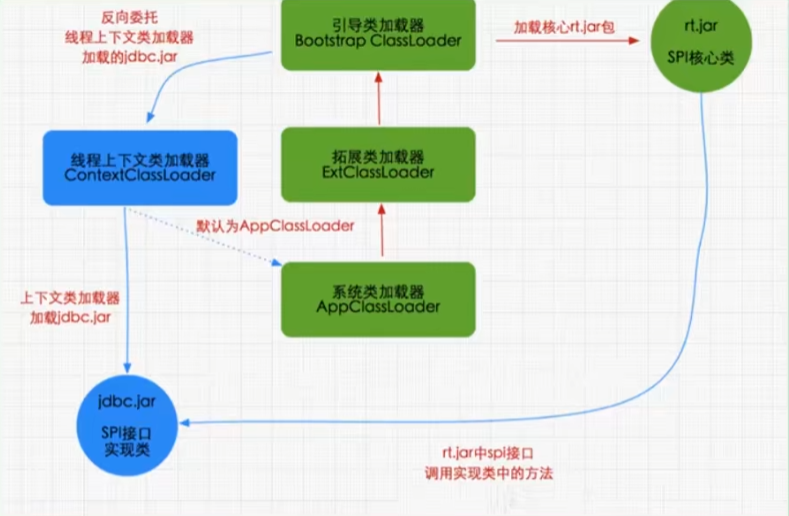 反向委托
线程上下文类加载器
加载的jdbc.jar
引导类加载器
Bootstrap ClassLoader
加载核心rt.jar包
rt.jar
SPI核心类
线程上下文类加载器
ContextClassLoader
拓展类加载器
ExtClassLoader
默认为AppClassLoader
系统类加载器
AppClassLoader
上下文类加载器
加载jdbc.jar
jdbc.jar
SPI接口
实现类
rt.jar中spi接口
调用实现类中的方法